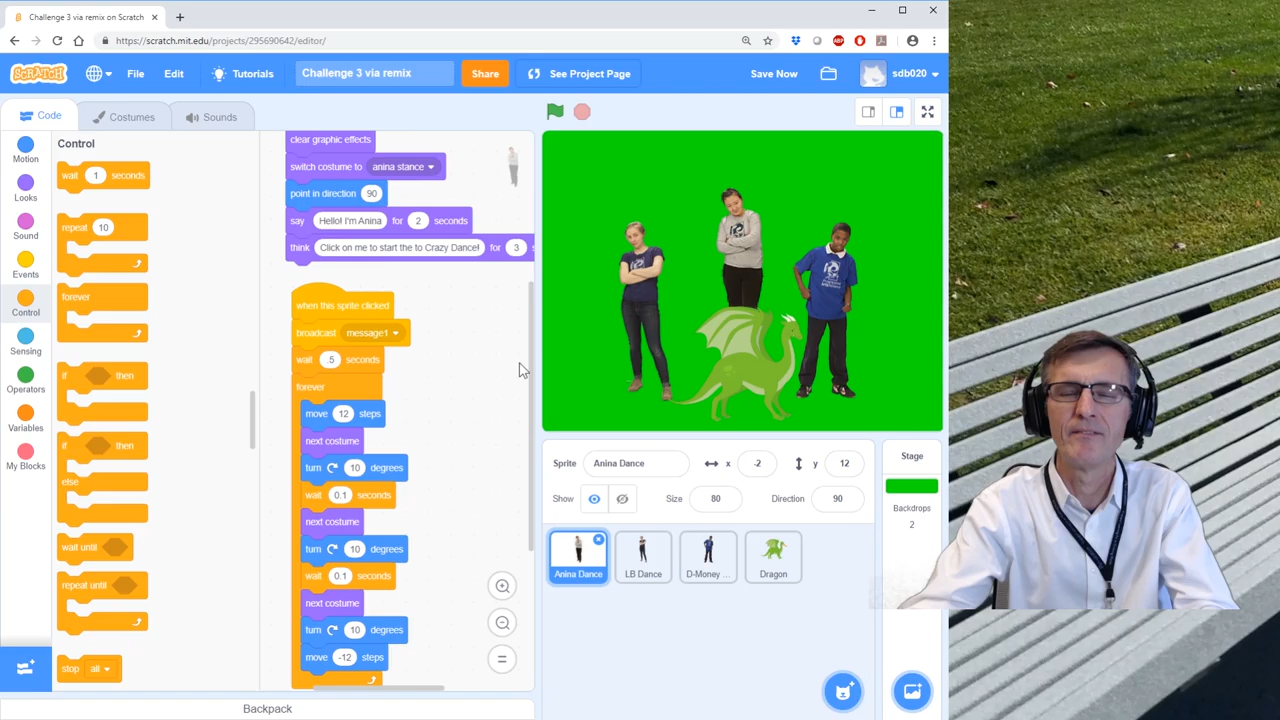 Challenge 3 via remix on Scratch
https://scratch.mit.edu/projects/295690642/editor/
ABP
SCRATCH File Edit Tutorials Challenge 3 via remix Share See Project Page Save Now sdb020
Code Costumes Sounds
Motion
Looks
Sound
Events
Control
Sensing
Operators
Variables
My Blocks
Control
wait 1 seconds
repeat 10
forever
if then
if then
else
wait until
repeat until
stop all
clear graphic effects
switch costume to anina stance
point in direction 90
say Hello! I'm Anina for 2 seconds
think Click on me to start the to Crazy Dance! for 3 s
when this sprite clicked
broadcast message1
wait .5 seconds
forever
move 12 steps
next costume
turn 10 degrees
wait 0.1 seconds
next costume
turn 10 degrees
wait 0.1 seconds
next costume
turn 10 degrees
move -12 steps
Sprite Anina Dance x -2 y 12
Show Size 80 Direction 90
Anina Dance LB Dance D-Money ... Dragon
Stage
Backdrops
2
Backpack